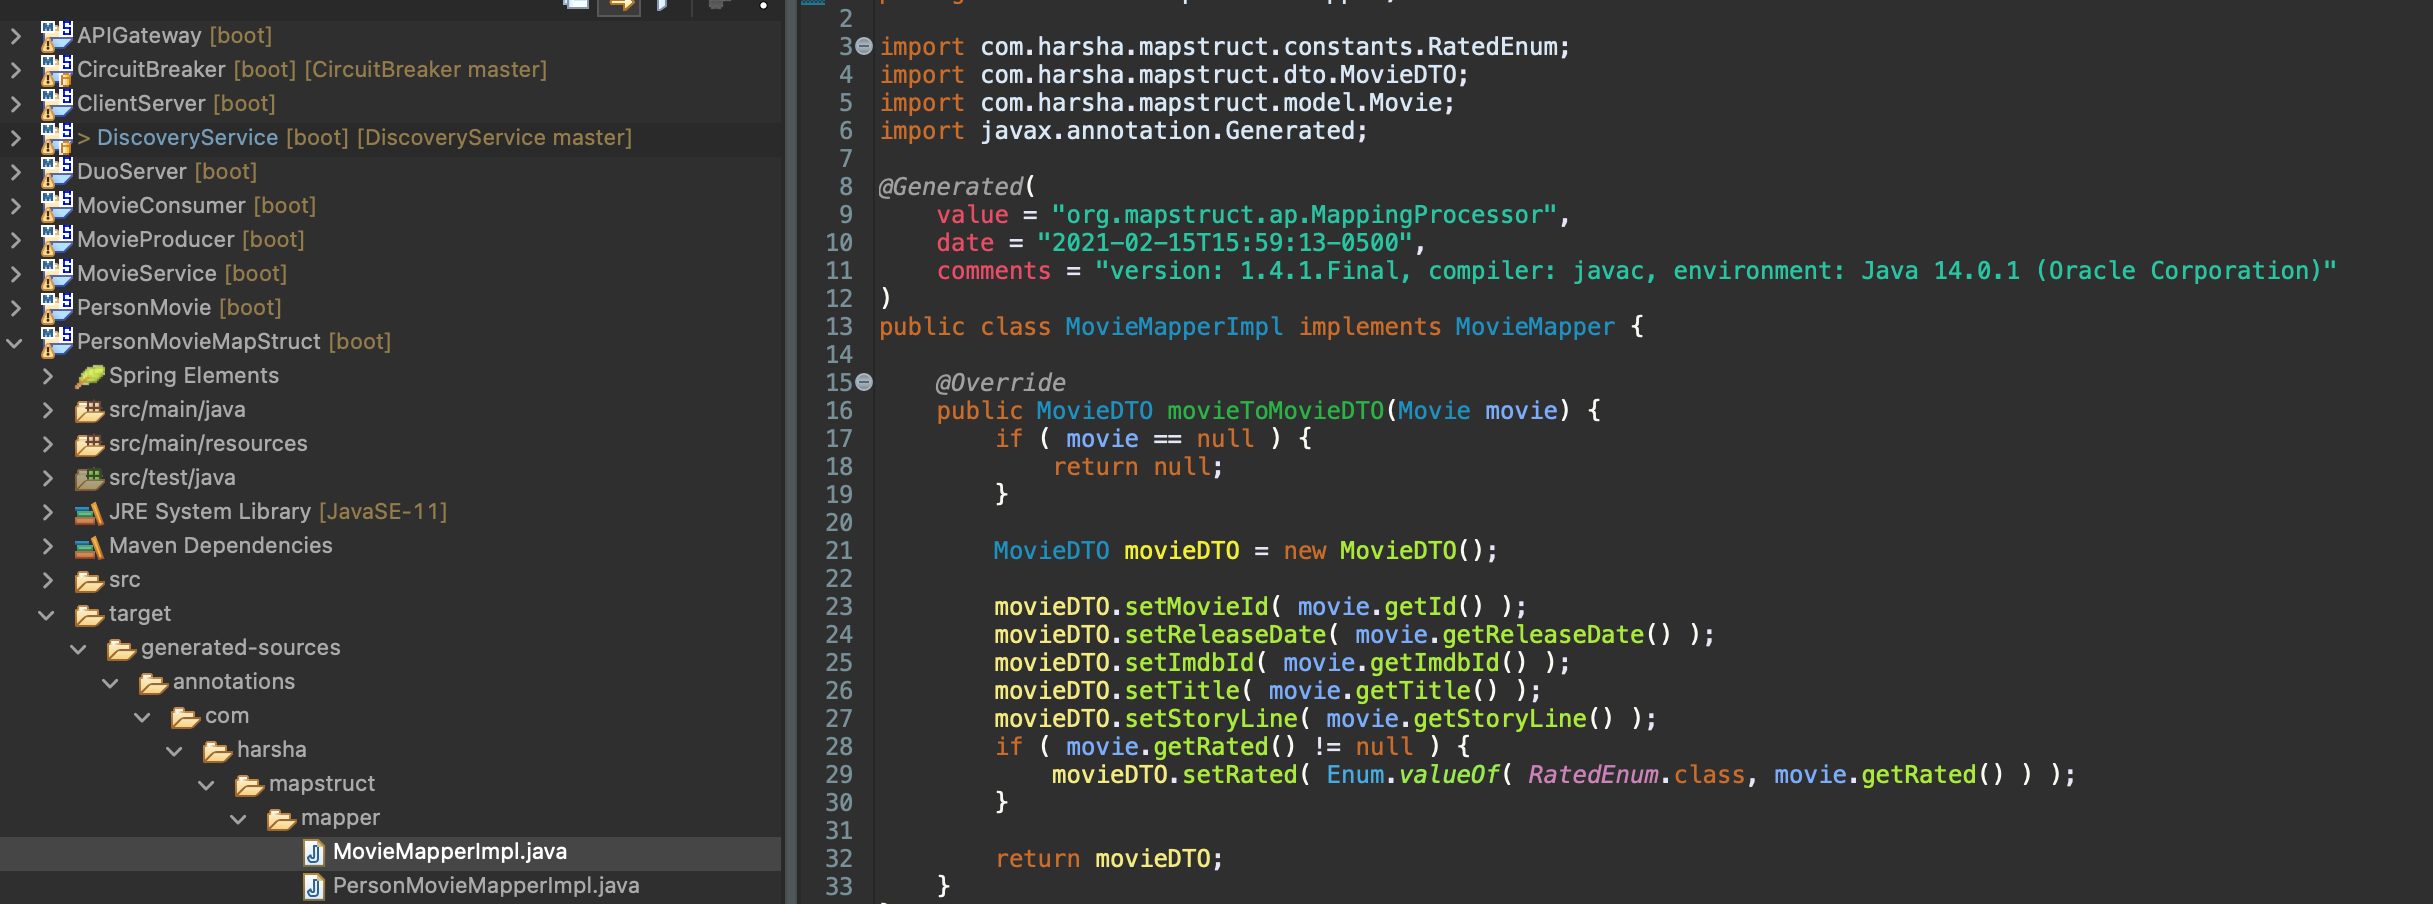 APIGateway [boot]
CircuitBreaker [boot] [CircuitBreaker master]
ClientServer [boot]
> DiscoveryService [boot] [DiscoveryService master]
DuoServer [boot]
MovieConsumer [boot]
MovieProducer [boot]
MovieService [boot]
PersonMovie [boot]
PersonMovieMapStruct [boot]
Spring Elements
src/main/java
src/main/resources
src/test/java
JRE System Library [JavaSE-11]
Maven Dependencies
src
target
generated-sources
annotations
com
harsha
mapstruct
mapper
MovieMapperImpl.java
PersonMovieMapperImpl.java
2
3 import com.harsha.mapstruct.constants.RatedEnum;
4 import com.harsha.mapstruct.dto.MovieDTO;
5 import com.harsha.mapstruct.model.Movie;
6 import javax.annotation.Generated;
7
8 @Generated(
9     value = "org.mapstruct.ap.MappingProcessor",
10     date = "2021-02-15T15:59:13-0500",
11     comments = "version: 1.4.1.Final, compiler: javac, environment: Java 14.0.1 (Oracle Corporation)"
12 )
13 public class MovieMapperImpl implements MovieMapper {
14
15     @Override
16     public MovieDTO movieToMovieDTO(Movie movie) {
17         if ( movie == null ) {
18             return null;
19         }
20
21         MovieDTO movieDTO = new MovieDTO();
22
23         movieDTO.setMovieId( movie.getId() );
24         movieDTO.setReleaseDate( movie.getReleaseDate() );
25         movieDTO.setImdbId( movie.getImdbId() );
26         movieDTO.setTitle( movie.getTitle() );
27         movieDTO.setStoryLine( movie.getStoryLine() );
28         if ( movie.getRated() != null ) {
29             movieDTO.setRated( Enum.valueOf( RatedEnum.class, movie.getRated() ) );
30         }
31
32         return movieDTO;
33     }